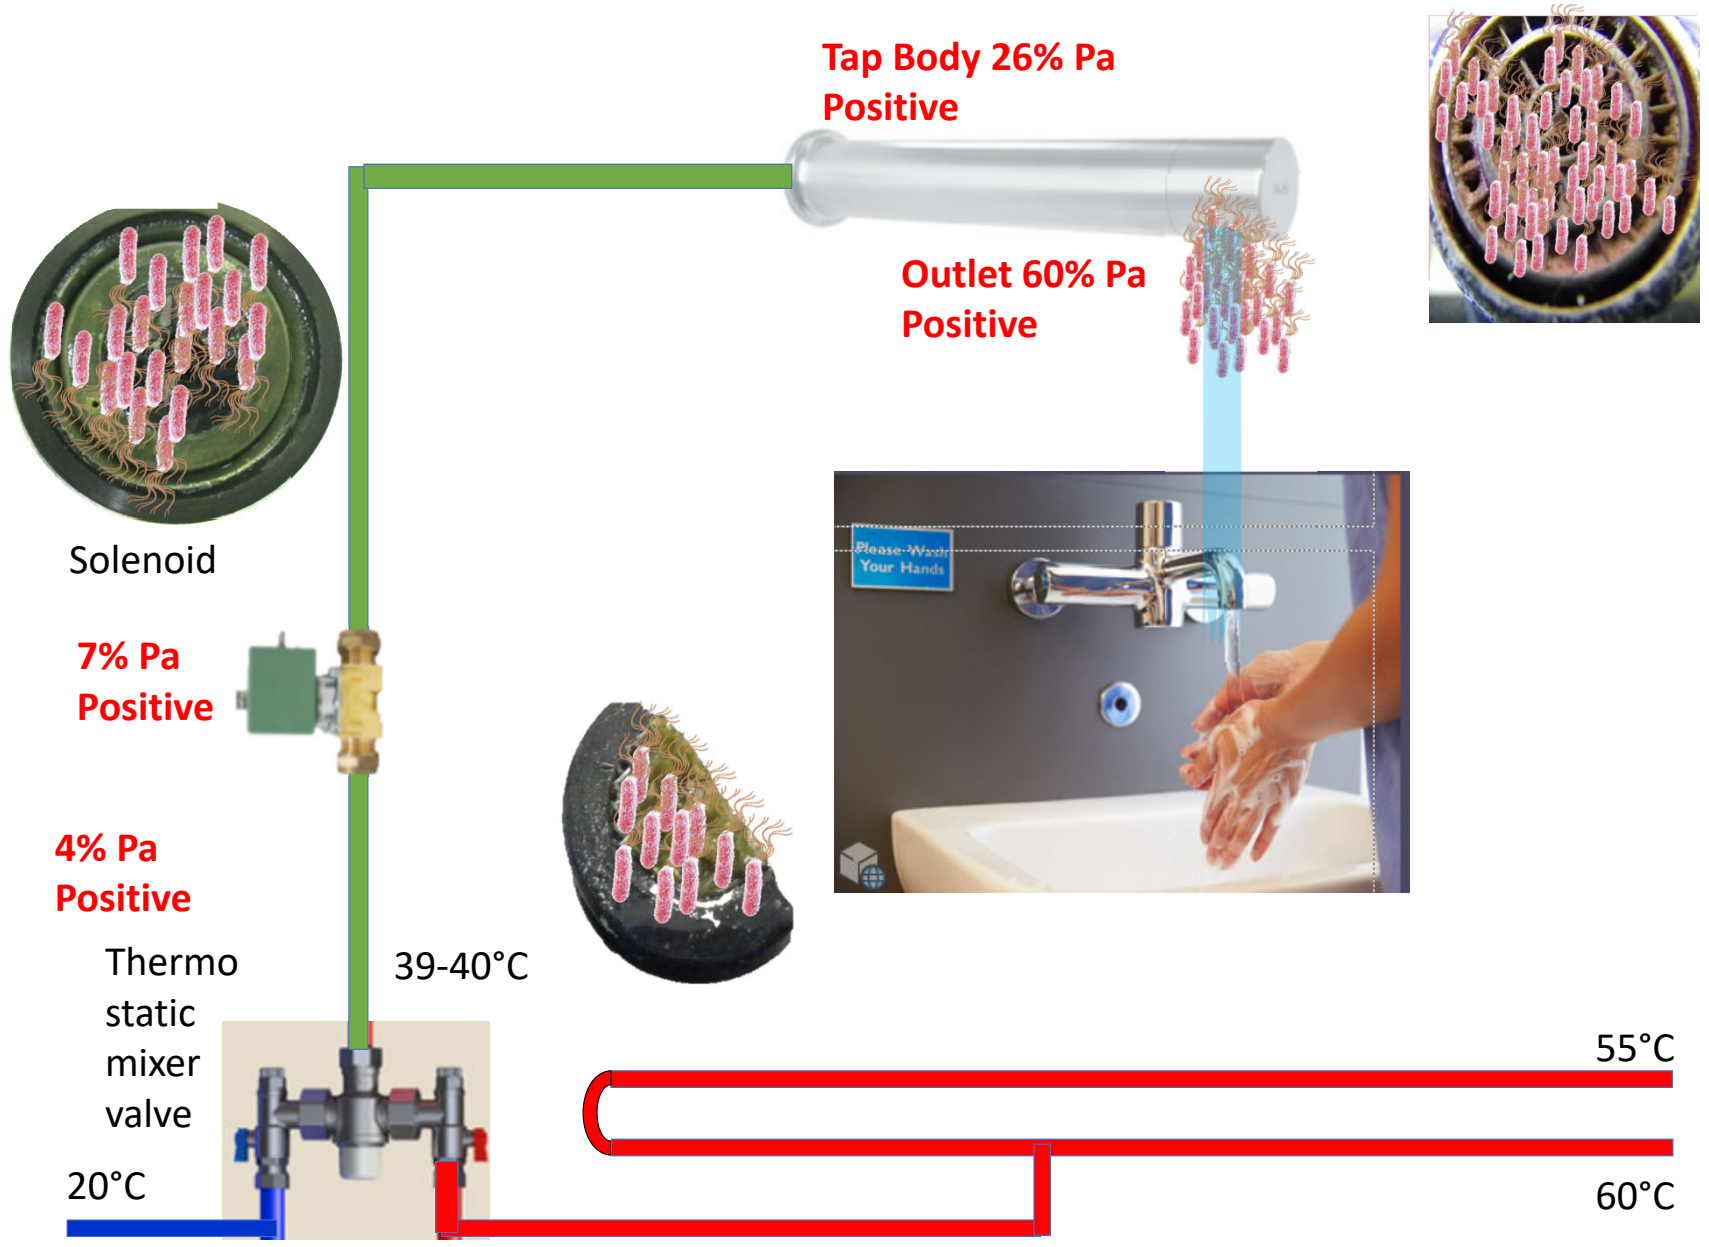 Tap Body 26% Pa
Positive
Outlet 60% Pa
Positive
Solenoid
Please Wash
Your Hands
7% Pa
Positive
4% Pa
Positive
Thermo
static
mixer
valve
39-40°C
55°C
20°C
60°C